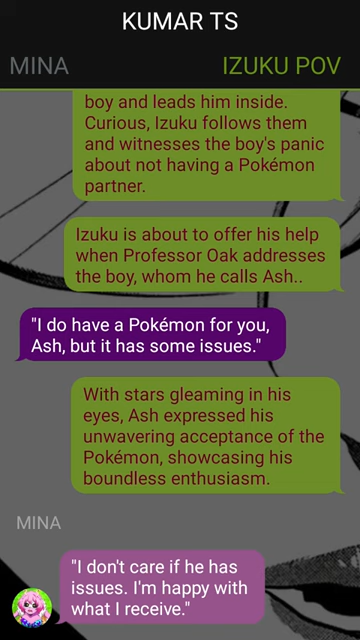 KUMAR TS
MINA
IZUKU POV
boy and leads him inside.
Curious, Izuku follows them
and witnesses the boy's panic
about not having a Pokémon
partner.
Izuku is about to offer his help
when Professor Oak addresses
the boy, whom he calls Ash..
"I do have a Pokémon for you,
Ash, but it has some issues."
With stars gleaming in his
eyes, Ash expressed his
unwavering acceptance of the
Pokémon, showcasing his
boundless enthusiasm.
MINA
"I don't care if he has
issues. I'm happy with
what I receive."